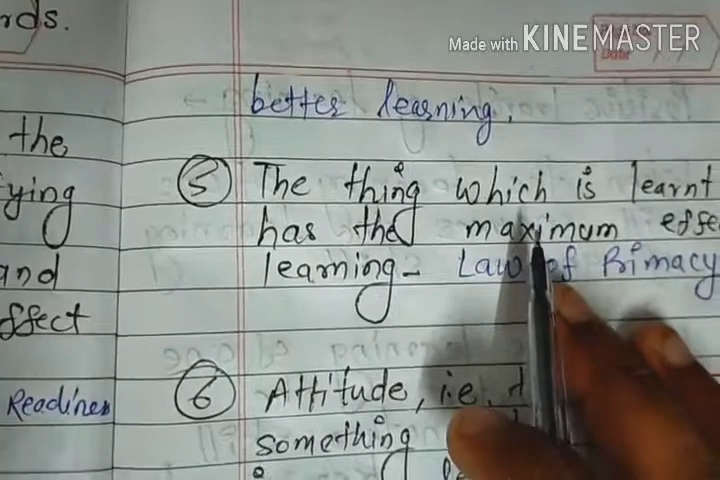 Made with KINEMASTER
rds.
better learning.
the
ying
and
ffect
Readines
5 The thing which is learnt
has the maximum effe
learning - Law of Primacy
6 Attitude, i.e.
something